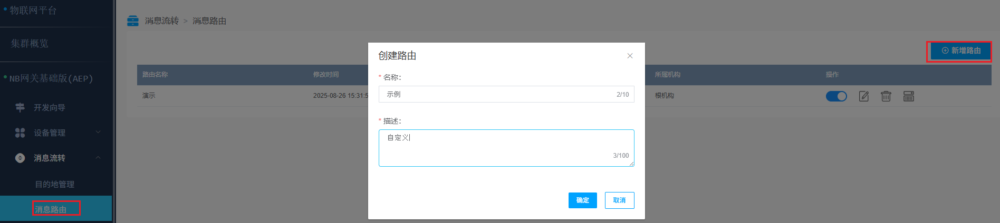 物联网平台
集群概览
NB网关基础版(AEP)
开发向导
设备管理
消息流转
目的地管理
消息路由
消息流转 > 消息路由
新增路由
路由名称 修改时间 所属机构 操作
演示 2025-08-26 15:31:5 根机构
创建路由
* 名称:
示例 2/10
* 描述:
自定义
3/100
确定 取消